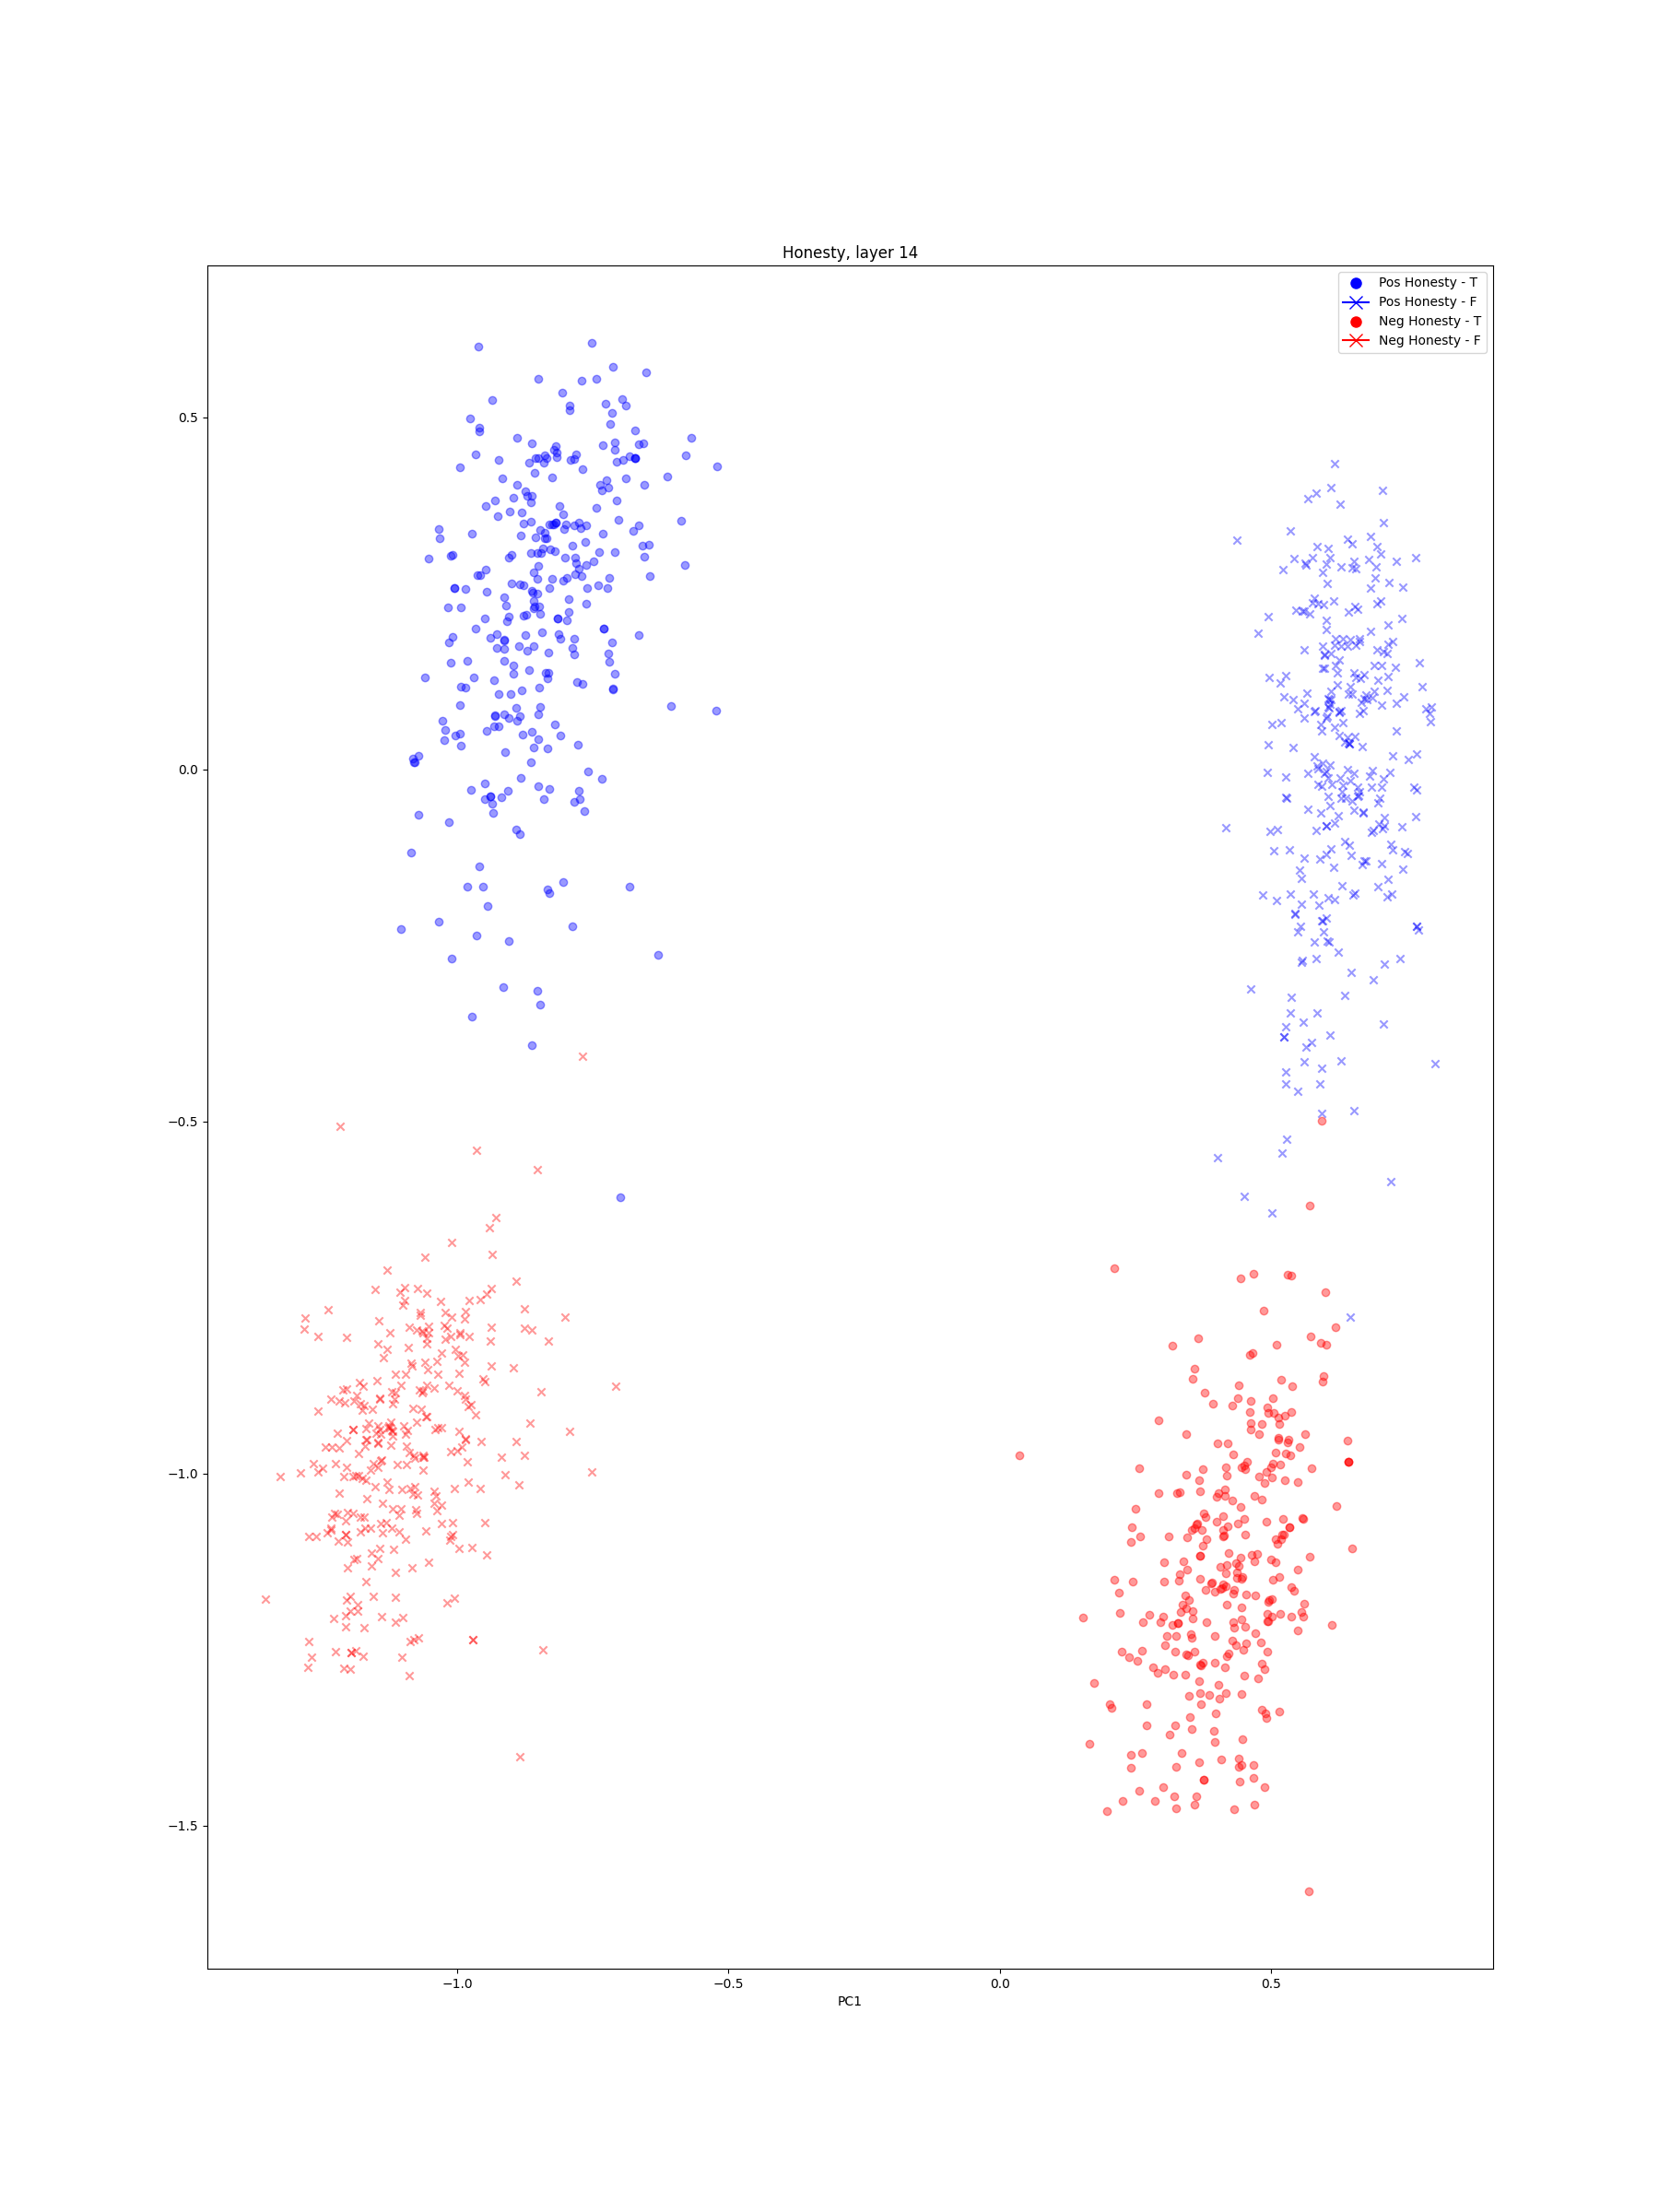 Honesty, layer 14
Pos Honesty - T
Pos Honesty - F
Neg Honesty - T
Neg Honesty - F
0.5
0.0
−0.5
−1.0
−1.5
−1.0
−0.5
0.0
0.5
PC1